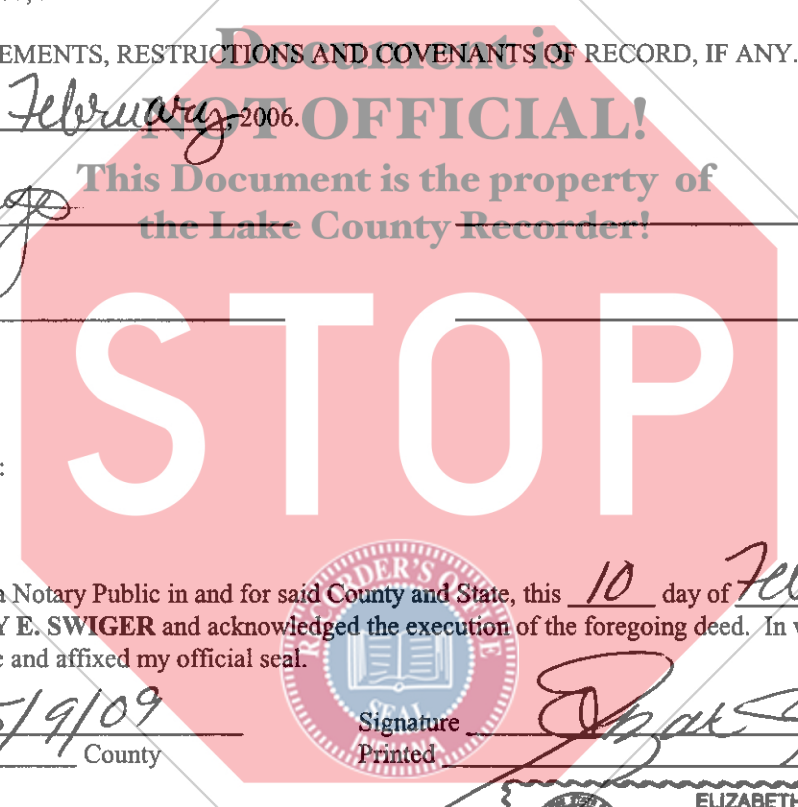 Document is
EMENTS, RESTRICTIONS AND COVENANTS OF RECORD, IF ANY.
February, 2006.
NOT OFFICIAL!
This Document is the property of
the Lake County Recorder!
STOP
:
a Notary Public in and for said County and State, this 10 day of Feb
Y E. SWIGER and acknowledged the execution of the foregoing deed. In
e and affixed my official seal.
RECORDER'S OFFICE
SEAL
INDIANA
5/9/09
Signature
County
Printed
ELIZABETH